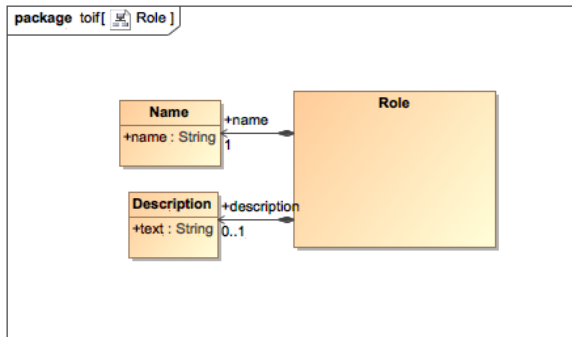 package toif[ Role ]
Role
Name
+name
+name : String
1
Description
+description
+text : String
0..1